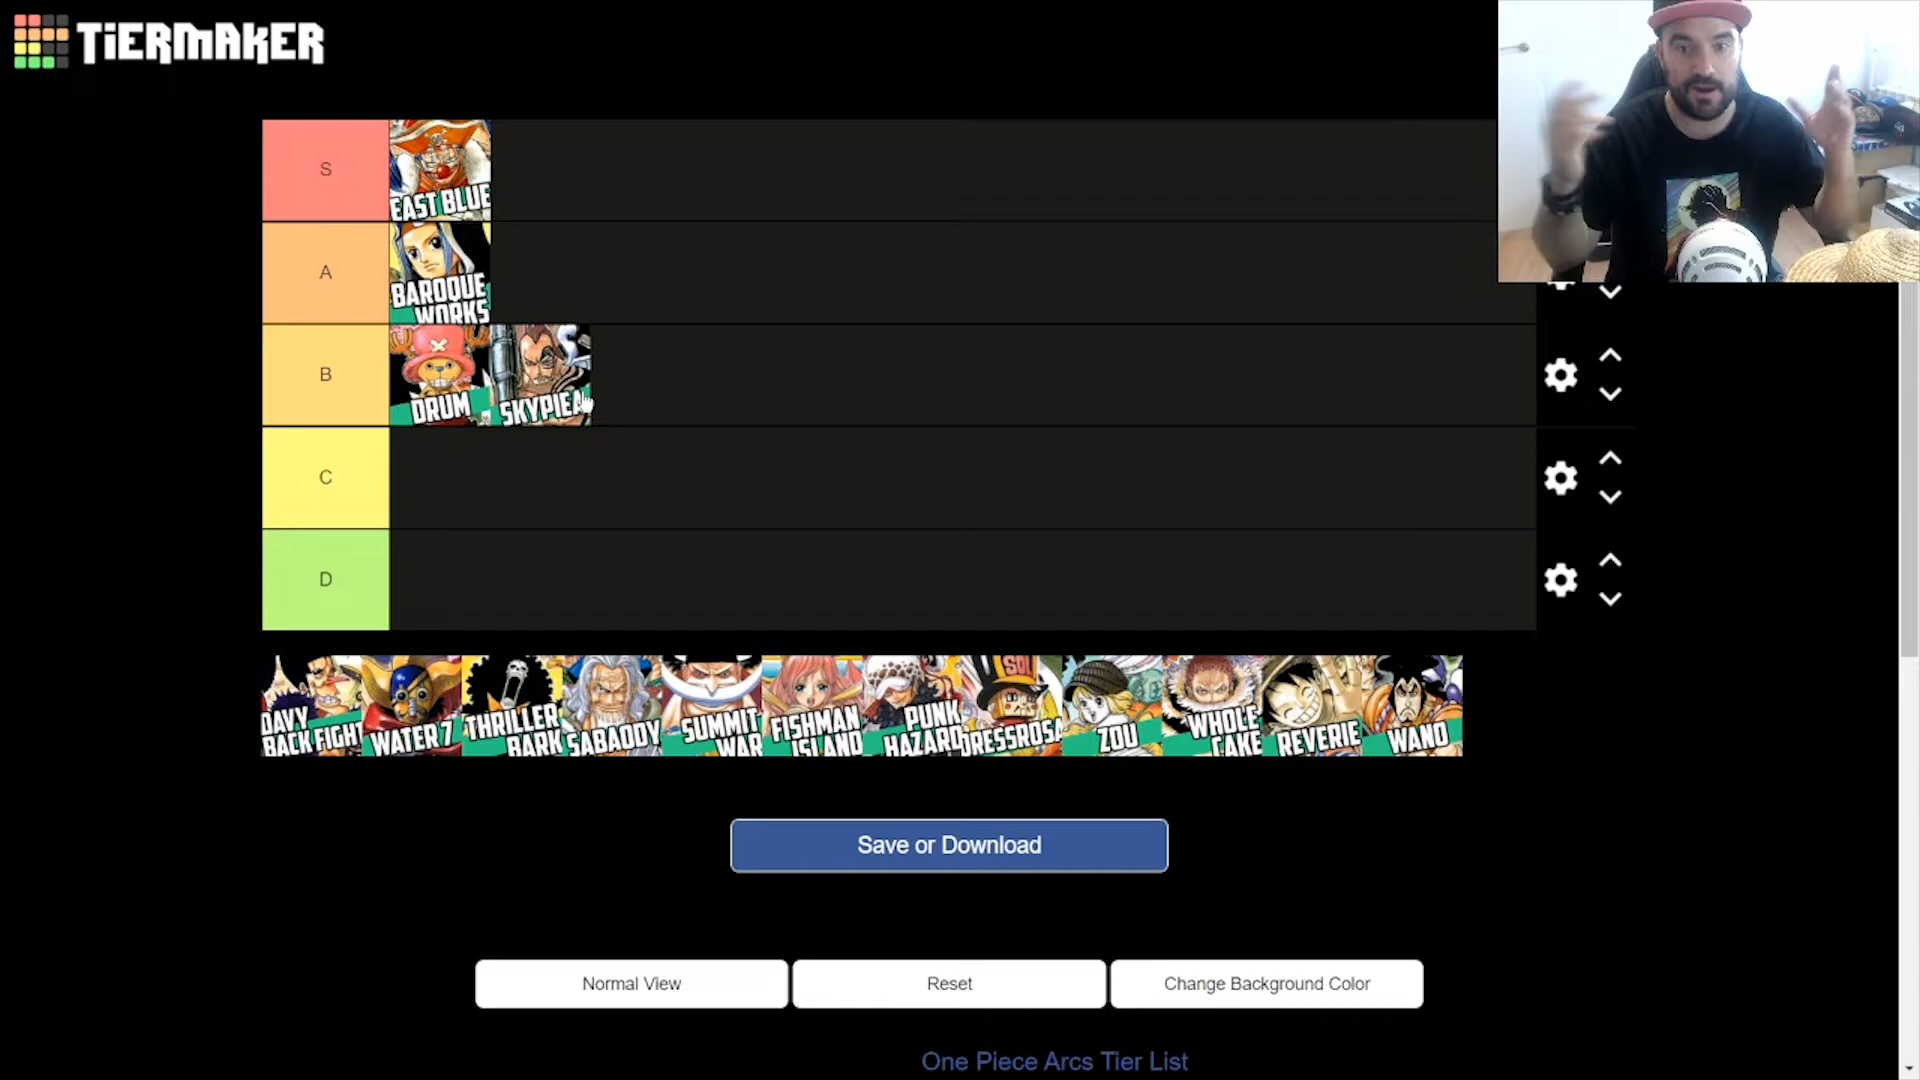 TIERMAKER
S
EAST BLUE
A
BAROQUE
WORKS
B
DRUM
SKYPIEA
C
D
DAVY
BACK FIGHT
WATER 7
THRILLER
BARK
SABAODY
SUMMIT
WAR
FISHMAN
ISLAND
PUNK
HAZARD
SOL
DRESSROSA
ZOU
WHOLE
CAKE
REVERIE
WANO
Save or Download
Normal View
Reset
Change Background Color
One Piece Arcs Tier List